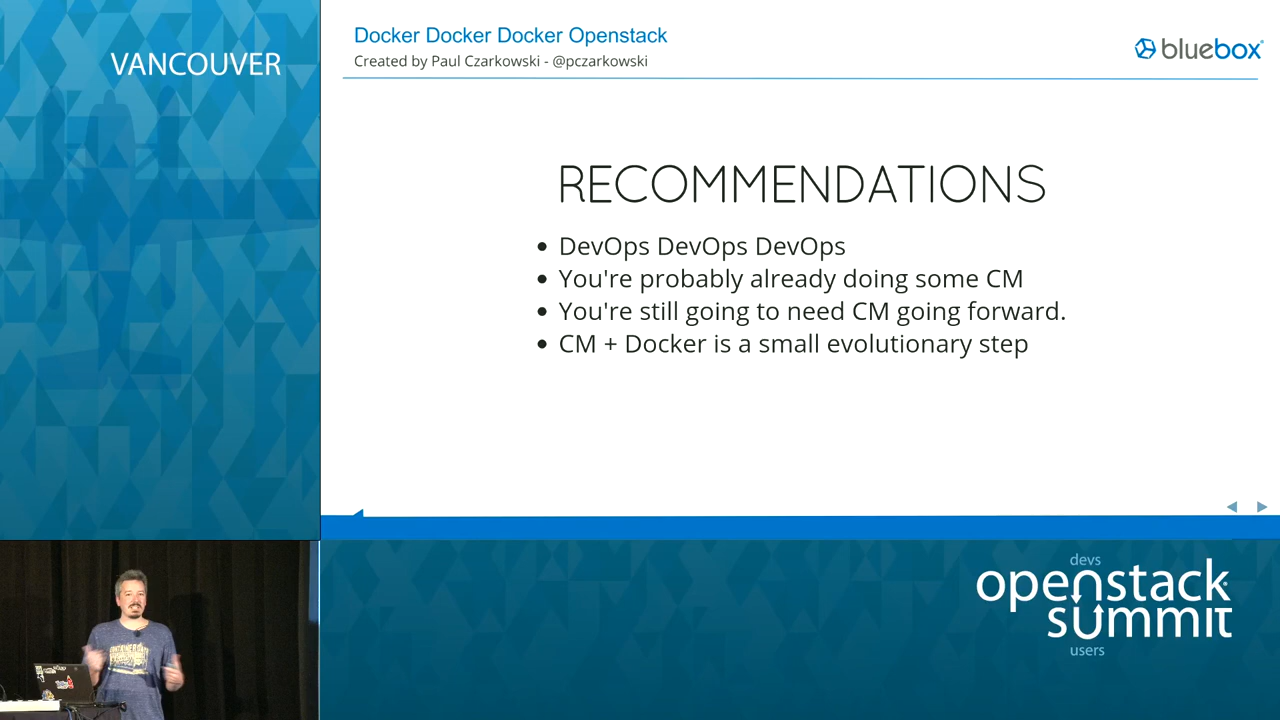 VANCOUVER
Docker Docker Docker Openstack
Created by Paul Czarkowski - @pczarkowski
bluebox
RECOMMENDATIONS
• DevOps DevOps DevOps
• You're probably already doing some CM
• You're still going to need CM going forward.
• CM + Docker is a small evolutionary step
devs
openstack
summit
users